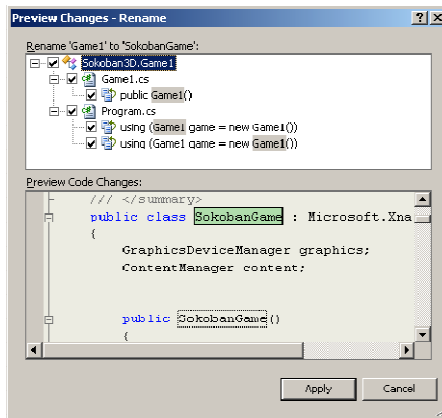 Preview Changes - Rename
Rename 'Game1' to 'SokobanGame':
Sokoban3D.Game1
Game1.cs
public Game1()
Program.cs
using (Game1 game = new Game1())
using (Game1 game = new Game1())
Preview Code Changes:
/// </summary>
public class SokobanGame : Microsoft.Xna
{
GraphicsDeviceManager graphics;
ContentManager content;
public SokobanGame()
{
Apply
Cancel